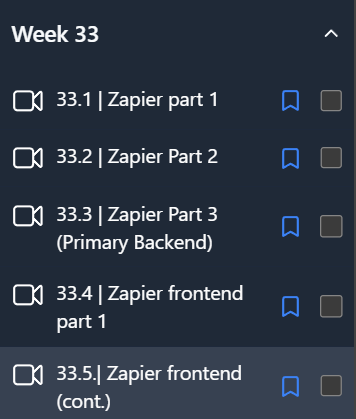 Week 33
33.1 | Zapier part 1
33.2 | Zapier Part 2
33.3 | Zapier Part 3
(Primary Backend)
33.4 | Zapier frontend
part 1
33.5.| Zapier frontend
(cont.)